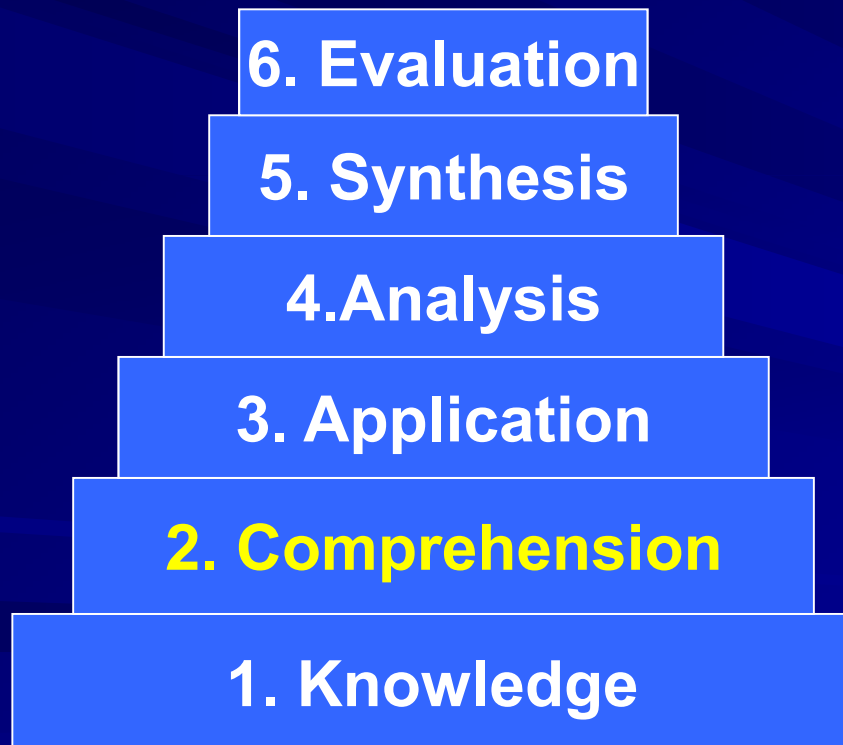 6. Evaluation
5. Synthesis
4.Analysis
3. Application
2. Comprehension
1. Knowledge